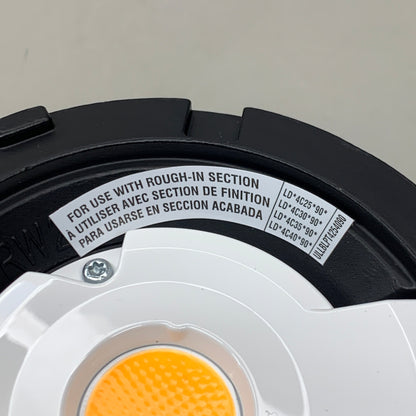 FOR USE WITH ROUGH-IN SECTION
À UTILISER AVEC SECTION DE FINITION
PARA USARSE EN SECCION ACABADA
LD*4C25*90*
LD*4C30*90*
LD*4C35*90*
LD*4C40*90*
ULLBLPT4254090